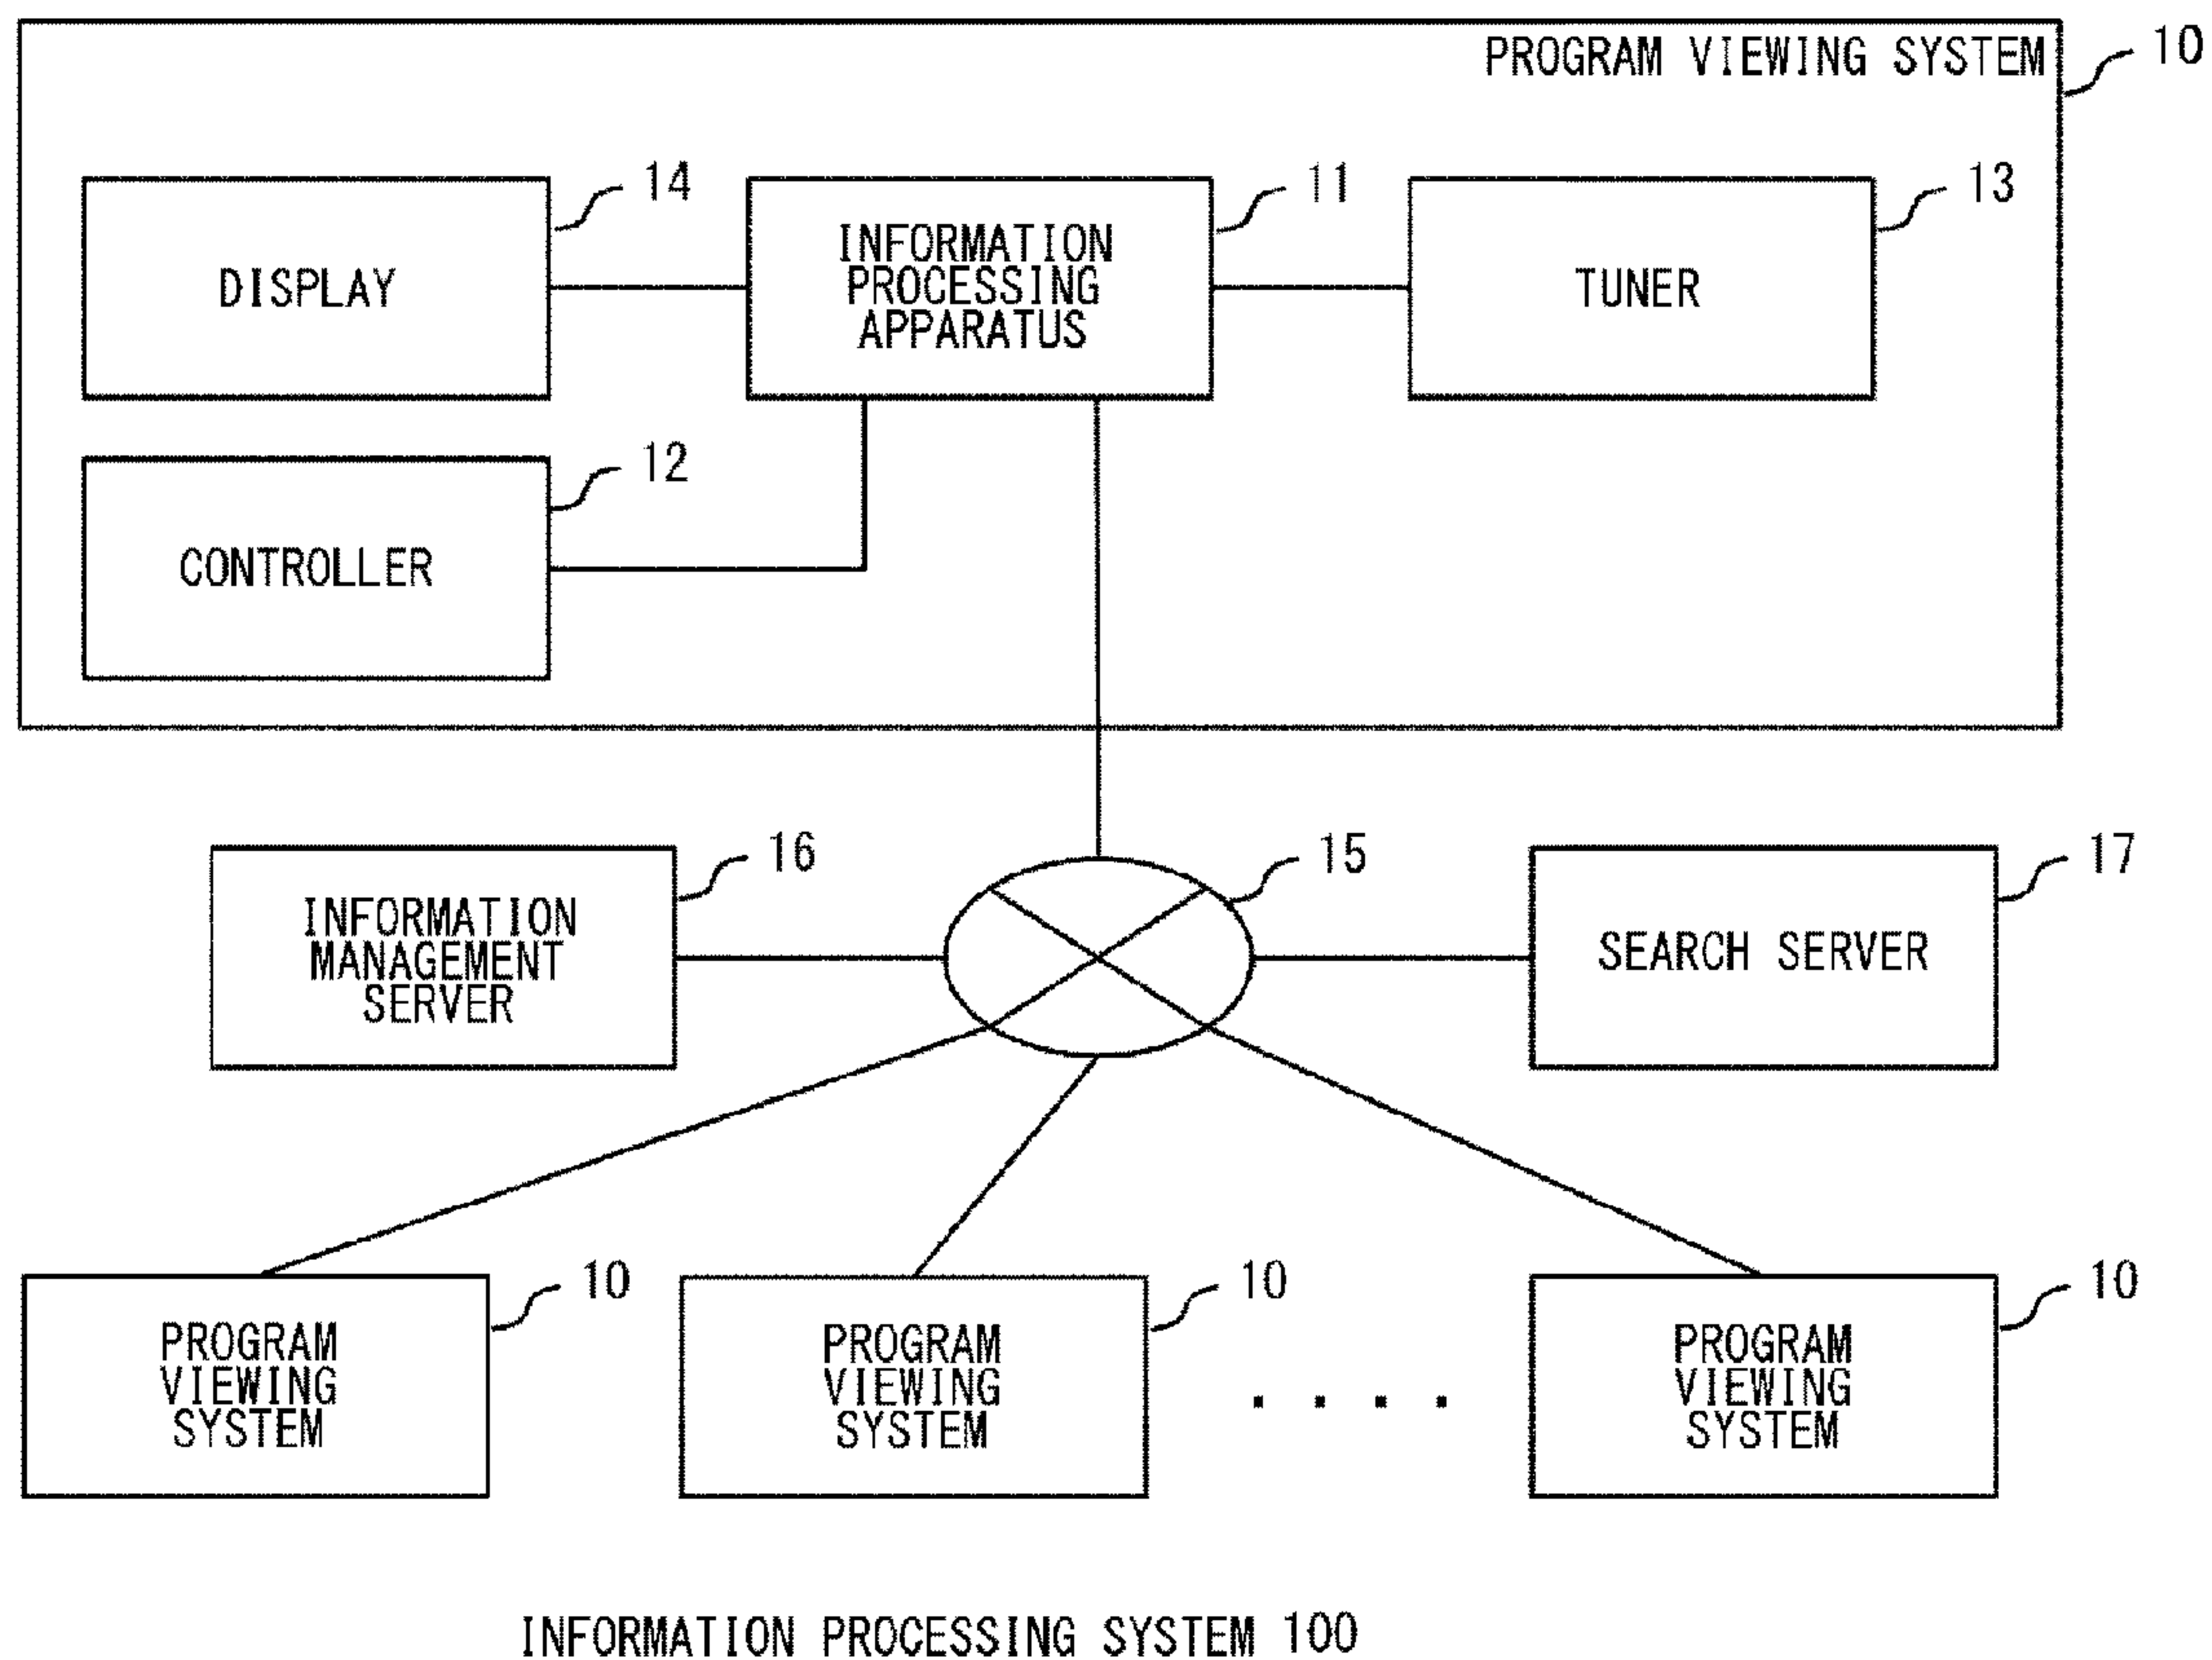 PROGRAM VIEWING SYSTEM
10
14
11
13
DISPLAY
INFORMATION
PROCESSING
APPARATUS
TUNER
12
CONTROLLER
16
15
17
INFORMATION
MANAGEMENT
SERVER
SEARCH SERVER
10
10
10
PROGRAM
VIEWING
SYSTEM
PROGRAM
VIEWING
SYSTEM
. . . .
PROGRAM
VIEWING
SYSTEM
INFORMATION PROCESSING SYSTEM 100